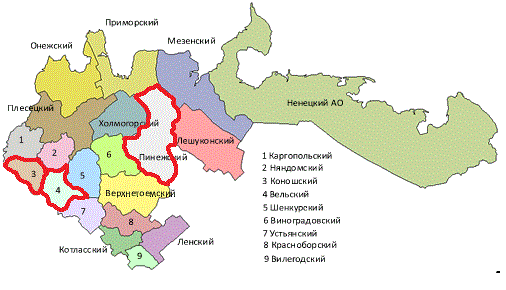 Приморский
Онежский
Мезенский
Ненецкий АО
Плесецкий
Холмогорский
Лешуконский
1
2
6
Пинежский
3
5
4
Верхнетоемский
7
8
Ленский
Котласский
9
1 Каргопольский
2 Няндомский
3 Коношский
4 Вельский
5 Шенкурский
6 Виноградовский
7 Устьянский
8 Красноборский
9 Вилегодский